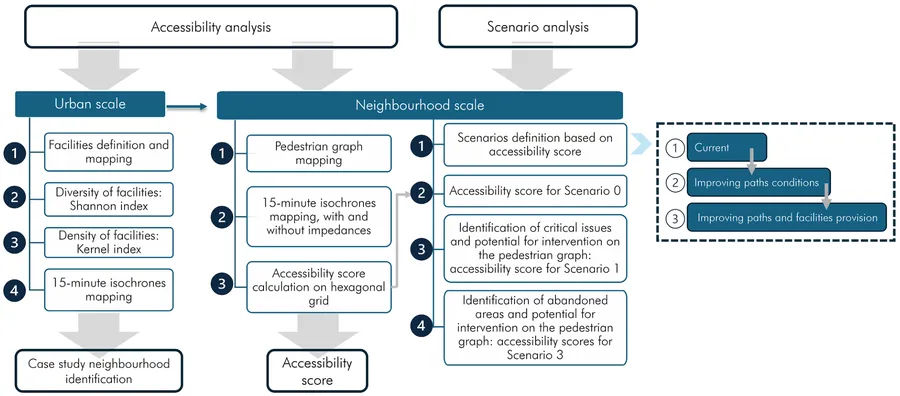 Accessibility analysis
Scenario analysis
Urban scale
Neighbourhood scale
1
Facilities definition and
mapping
2
Diversity of facilities:
Shannon index
3
Density of facilities:
Kernel index
4
15-minute isochrones
mapping
Case study neighbourhood
identification
1
Pedestrian graph
mapping
2
15-minute isochrones
mapping, with and
without impedances
3
Accessibility score
calculation on hexagonal
grid
Accessibility
score
1
Scenarios definition based on
accessibility score
2
Accessibility score for Scenario 0
3
Identification of critical issues
and potential for intervention on
the pedestrian graph:
accessibility score for Scenario 1
4
Identification of abandoned
areas and potential for
intervention on the pedestrian
graph: accessibility scores for
Scenario 3
1
Current
2
Improving paths conditions
3
Improving paths and facilities provision